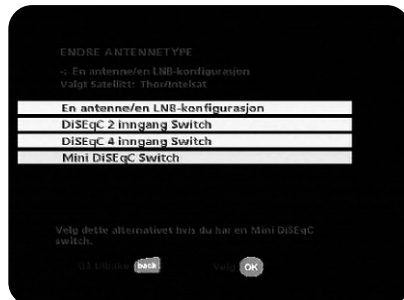 ENDRE ANTENNETYPE
-: En antenne/en LNB-konfigurasjon
Valgt Satellitt: Thor/Intelsat
En antenne/en LNB-konfigurasjon
DiSEqC 2 inngang Switch
DiSEqC 4 inngang Switch
Mini DiSEqC Switch
Velg dette alternativet hvis du har en Mini DiSEqC
switch.
Gå tilbake back Velg OK